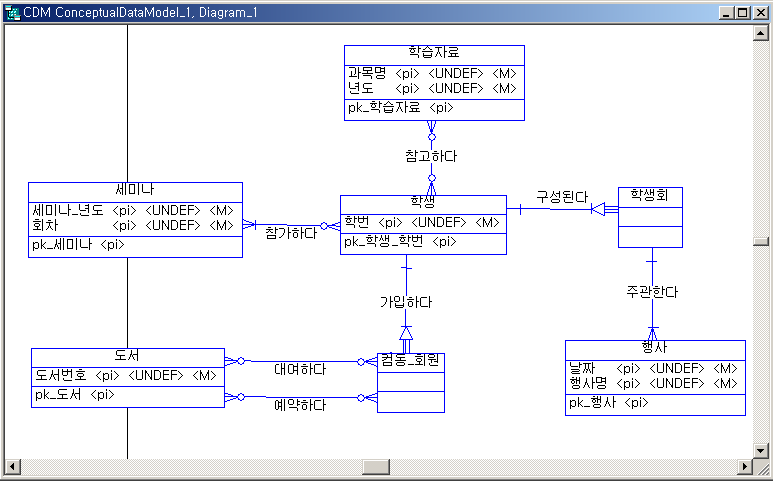 CDM ConceptualDataModel_1, Diagram_1
학습자료
과목명 <pi> <UNDEF> <M>
년도 <pi> <UNDEF> <M>
pk_학습자료 <pi>
참고하다
세미나
세미나_년도 <pi> <UNDEF> <M>
회차 <pi> <UNDEF> <M>
pk_세미나 <pi>
참가하다
학생
학번 <pi> <UNDEF> <M>
pk_학생_학번 <pi>
구성된다
학생회
가입하다
주관한다
도서
도서번호 <pi> <UNDEF> <M>
pk_도서 <pi>
대여하다
예약하다
컴동_회원
행사
날짜 <pi> <UNDEF> <M>
행사명 <pi> <UNDEF> <M>
pk_행사 <pi>